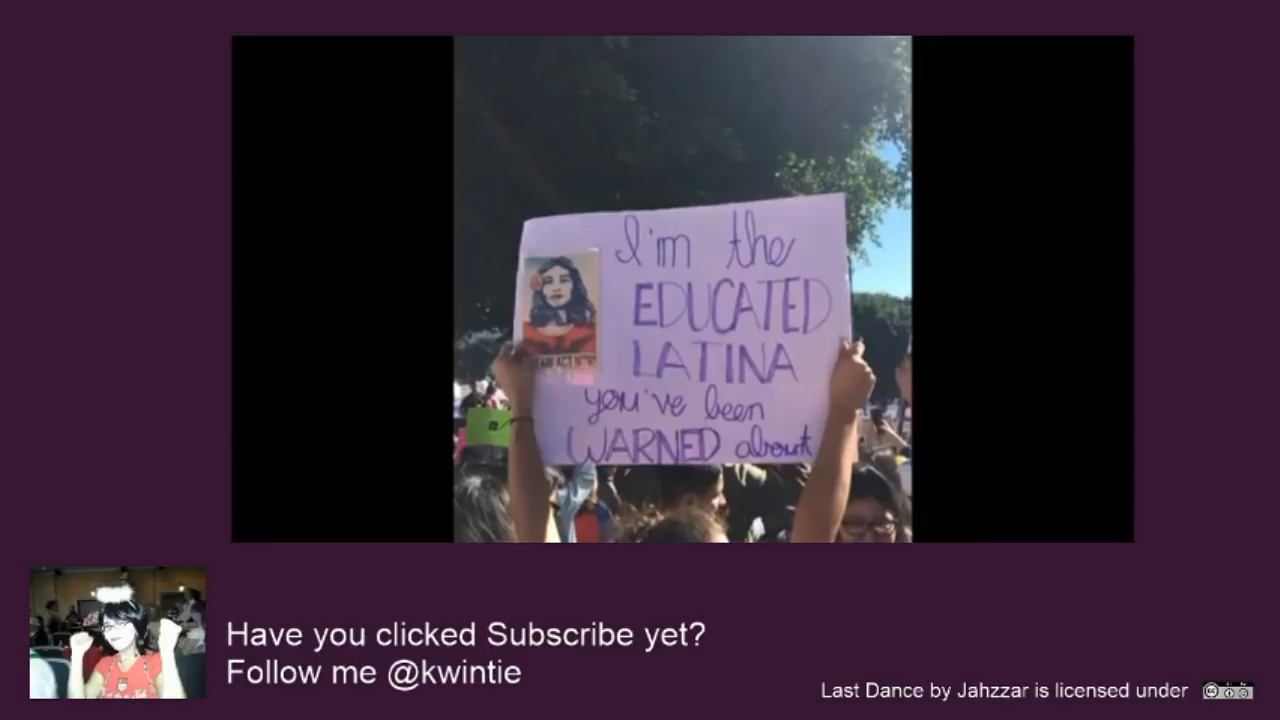 I'm the
EDUCATED
LATINA
you've been
WARNED about
Have you clicked Subscribe yet?
Follow me @kwintie
Last Dance by Jahzzar is licensed under